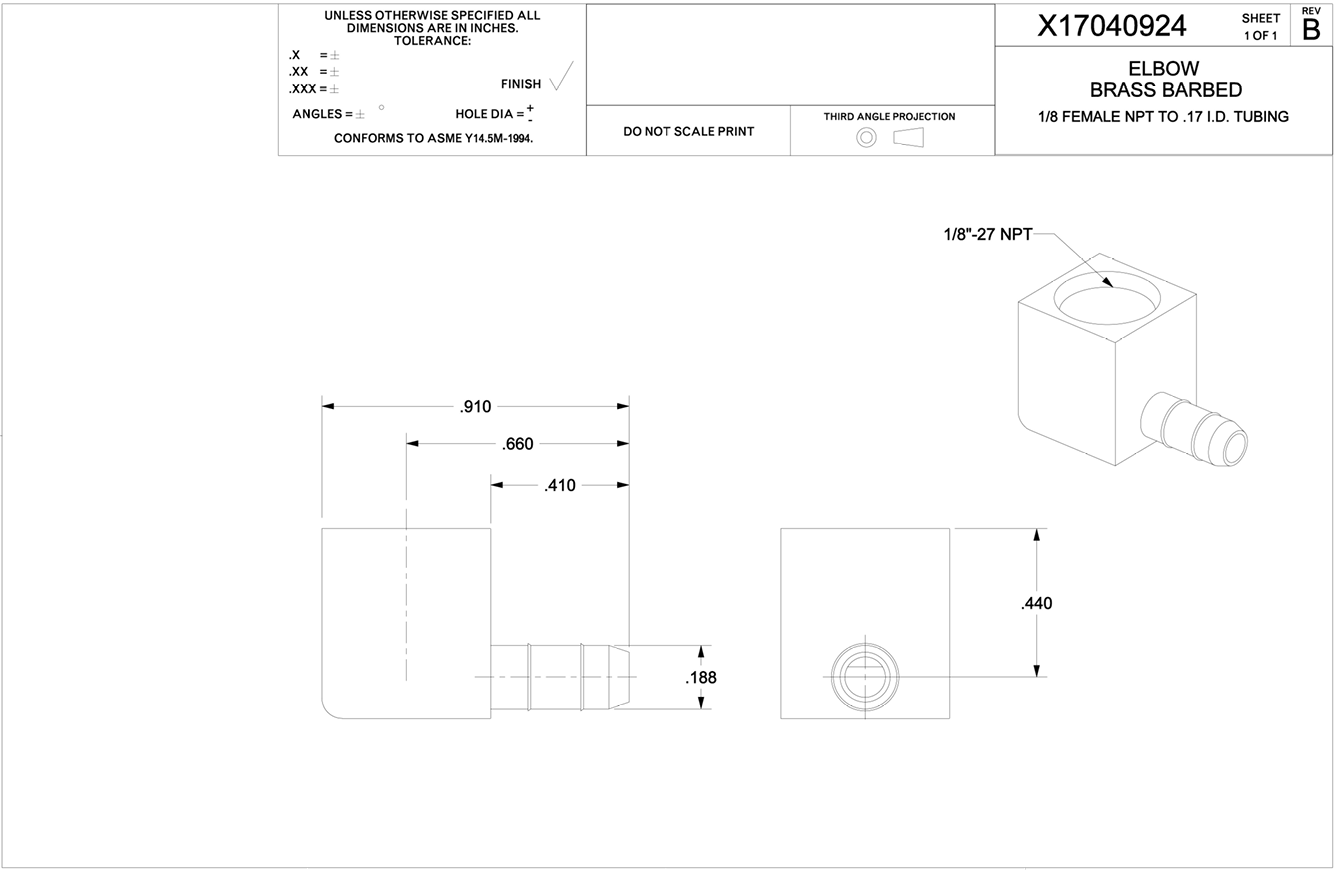 UNLESS OTHERWISE SPECIFIED ALL
DIMENSIONS ARE IN INCHES.
TOLERANCE:
.X = ±
.XX = ±
.XXX = ±
FINISH
ANGLES = ± °
HOLE DIA = + -
CONFORMS TO ASME Y14.5M-1994.
DO NOT SCALE PRINT
THIRD ANGLE PROJECTION
X17040924
SHEET
1 OF 1
REV
B
ELBOW
BRASS BARBED
1/8 FEMALE NPT TO .17 I.D. TUBING
1/8"-27 NPT
.910
.660
.410
.188
.440